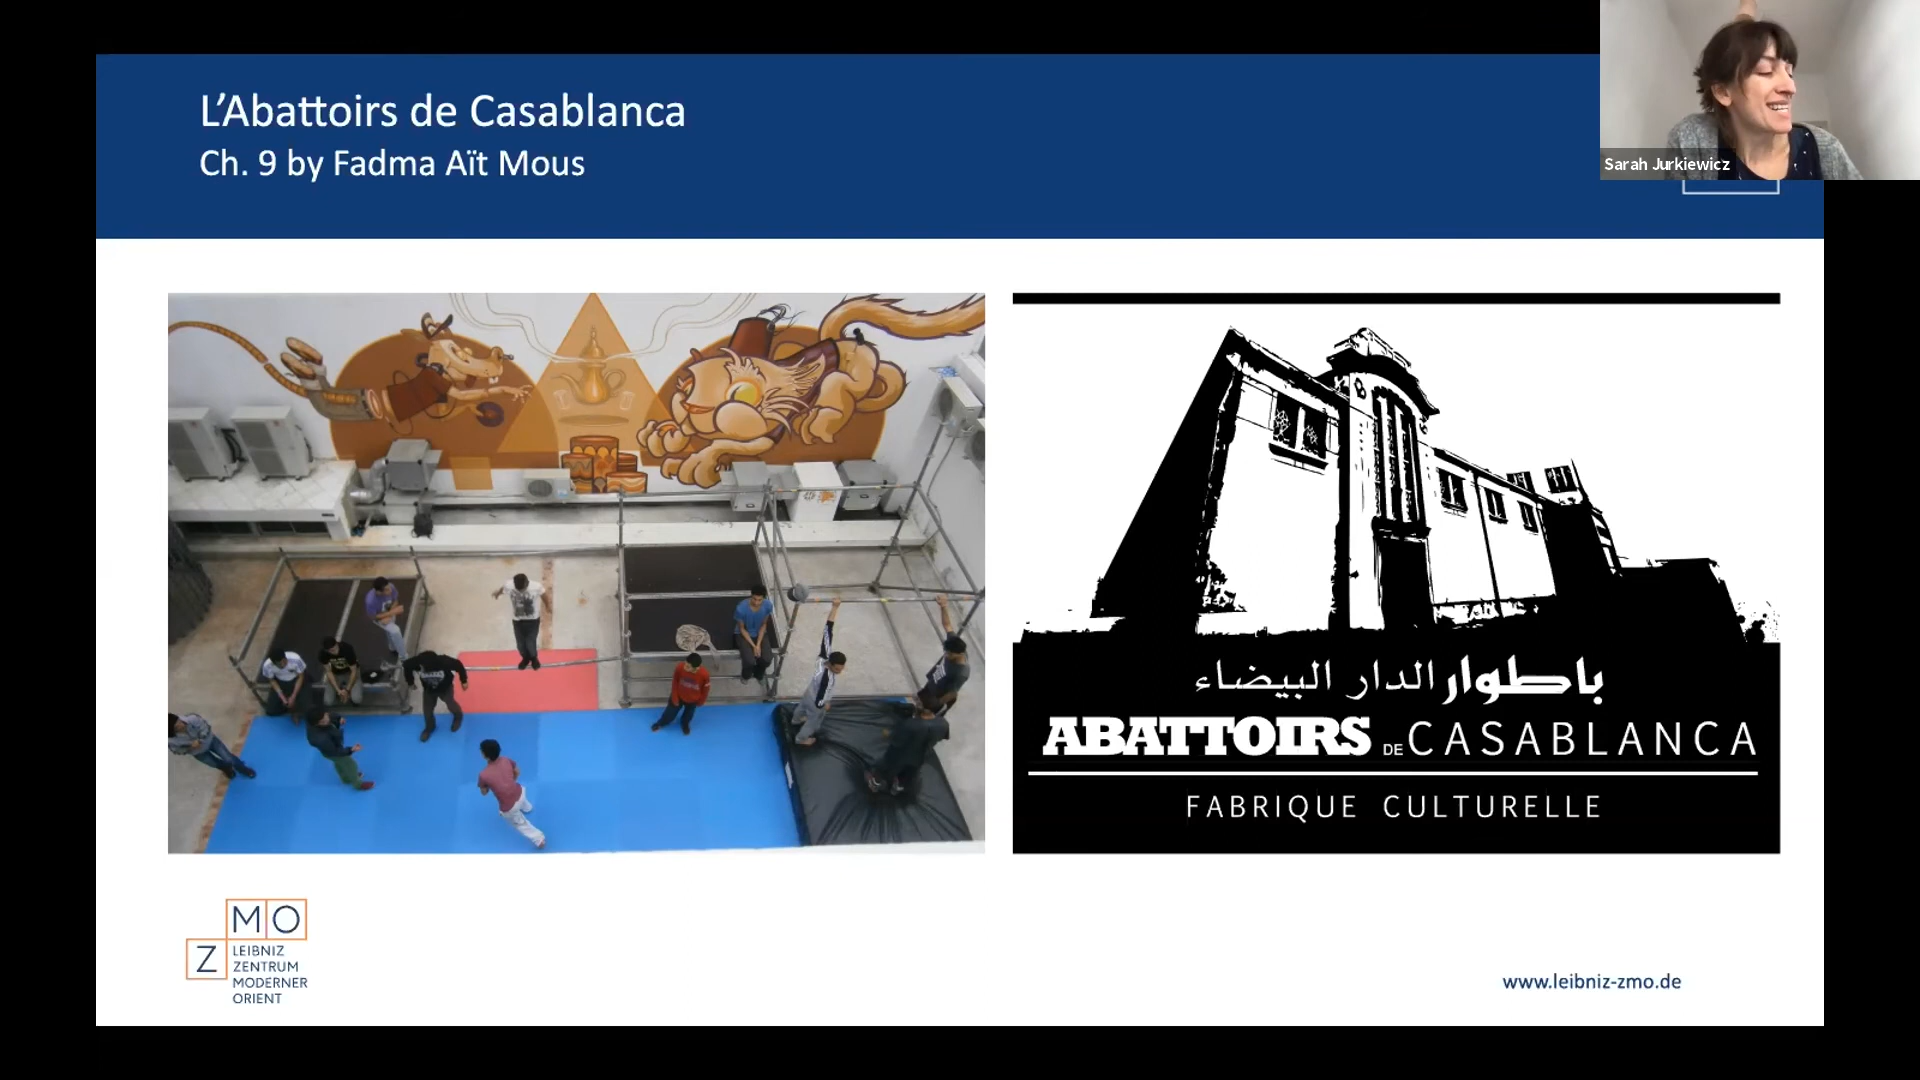 L’Abattoirs de Casablanca
Ch. 9 by Fadma Aït Mous
Sarah Jurkiewicz
باطوار الدار البيضاء
ABATTOIRS DE CASABLANCA
FABRIQUE CULTURELLE
MO
Z
LEIBNIZ
ZENTRUM
MODERNER
ORIENT
www.leibniz-zmo.de